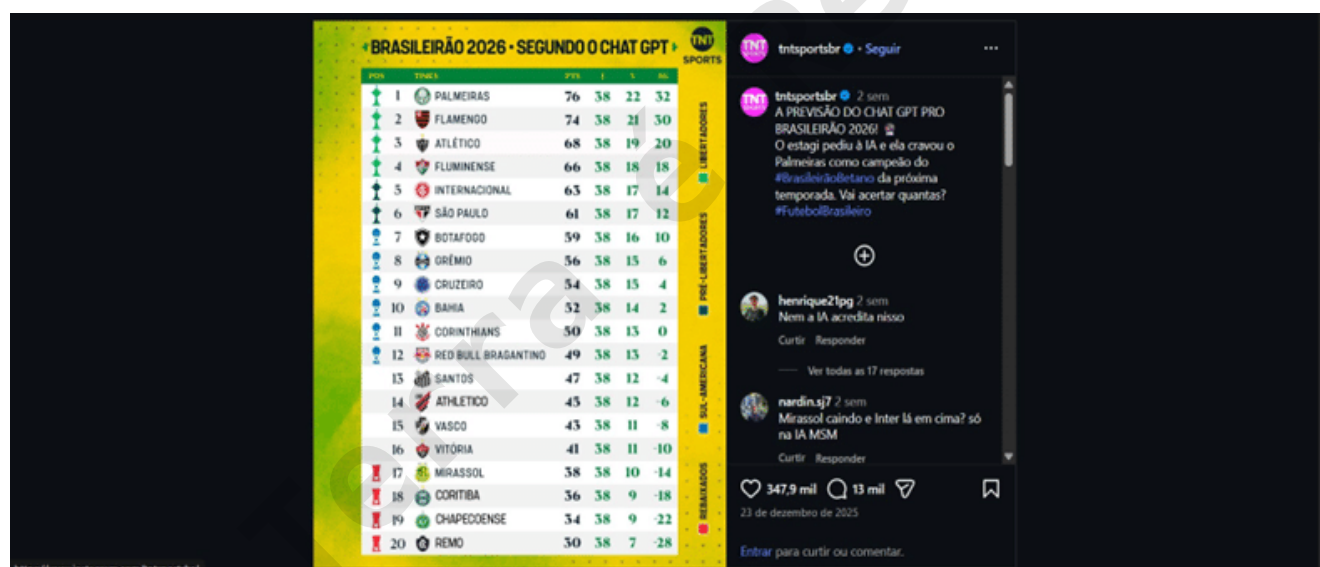 BRASILEIRÃO 2026 • SEGUNDO O CHAT GPT
TNT
SPORTS
POS TIMES PTS J V SG
1 PALMEIRAS 76 38 22 32
2 FLAMENGO 74 38 21 30
3 ATLÉTICO 68 38 19 20
4 FLUMINENSE 66 38 18 18
5 INTERNACIONAL 63 38 17 14
6 SÃO PAULO 61 38 17 12
7 BOTAFOGO 59 38 16 10
8 GRÊMIO 56 38 15 6
9 CRUZEIRO 54 38 15 4
10 BAHIA 52 38 14 2
11 CORINTHIANS 50 38 13 0
12 RED BULL BRAGANTINO 49 38 13 -2
13 SANTOS 47 38 12 -4
14 ATHLETICO 45 38 12 -6
15 VASCO 43 38 11 -8
16 VITÓRIA 41 38 11 -10
17 MIRASSOL 38 38 10 -14
18 CORITIBA 36 38 9 -18
19 CHAPECOENSE 34 38 9 -22
20 REMO 30 38 7 -28
LIBERTADORES
PRÉ-LIBERTADORES
SUL-AMERICANA
REBAIXADOS
TNT
tntsportsbr • Seguir
...
TNT
tntsportsbr 2 sem
A PREVISÃO DO CHAT GPT PRO
BRASILEIRÃO 2026!
O estagi pediu à IA e ela cravou o
Palmeiras como campeão do
#BrasileirãoBetano da próxima
temporada. Vai acertar quantas?
#FutebolBrasileiro
henrique21pg 2 sem
Nem a IA acredita nisso
Curtir Responder
Ver todas as 17 respostas
nardin.sj7 2 sem
Mirassol caindo e Inter lá em cima? só
na IA MSM
Curtir Responder
347,9 mil 13 mil
23 de dezembro de 2025
Entrar para curtir ou comentar.
Terra é